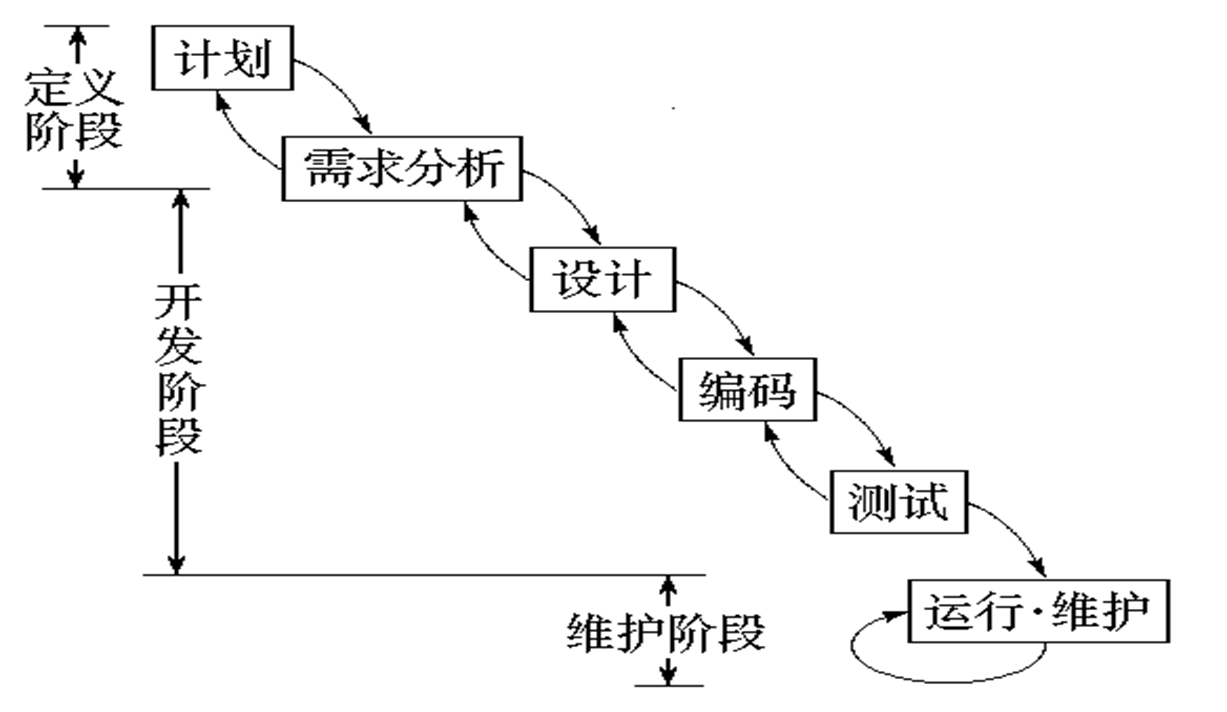 计划
定义
阶段
需求分析
设计
开
发
阶
段
编码
测试
运行·维护
维护阶段